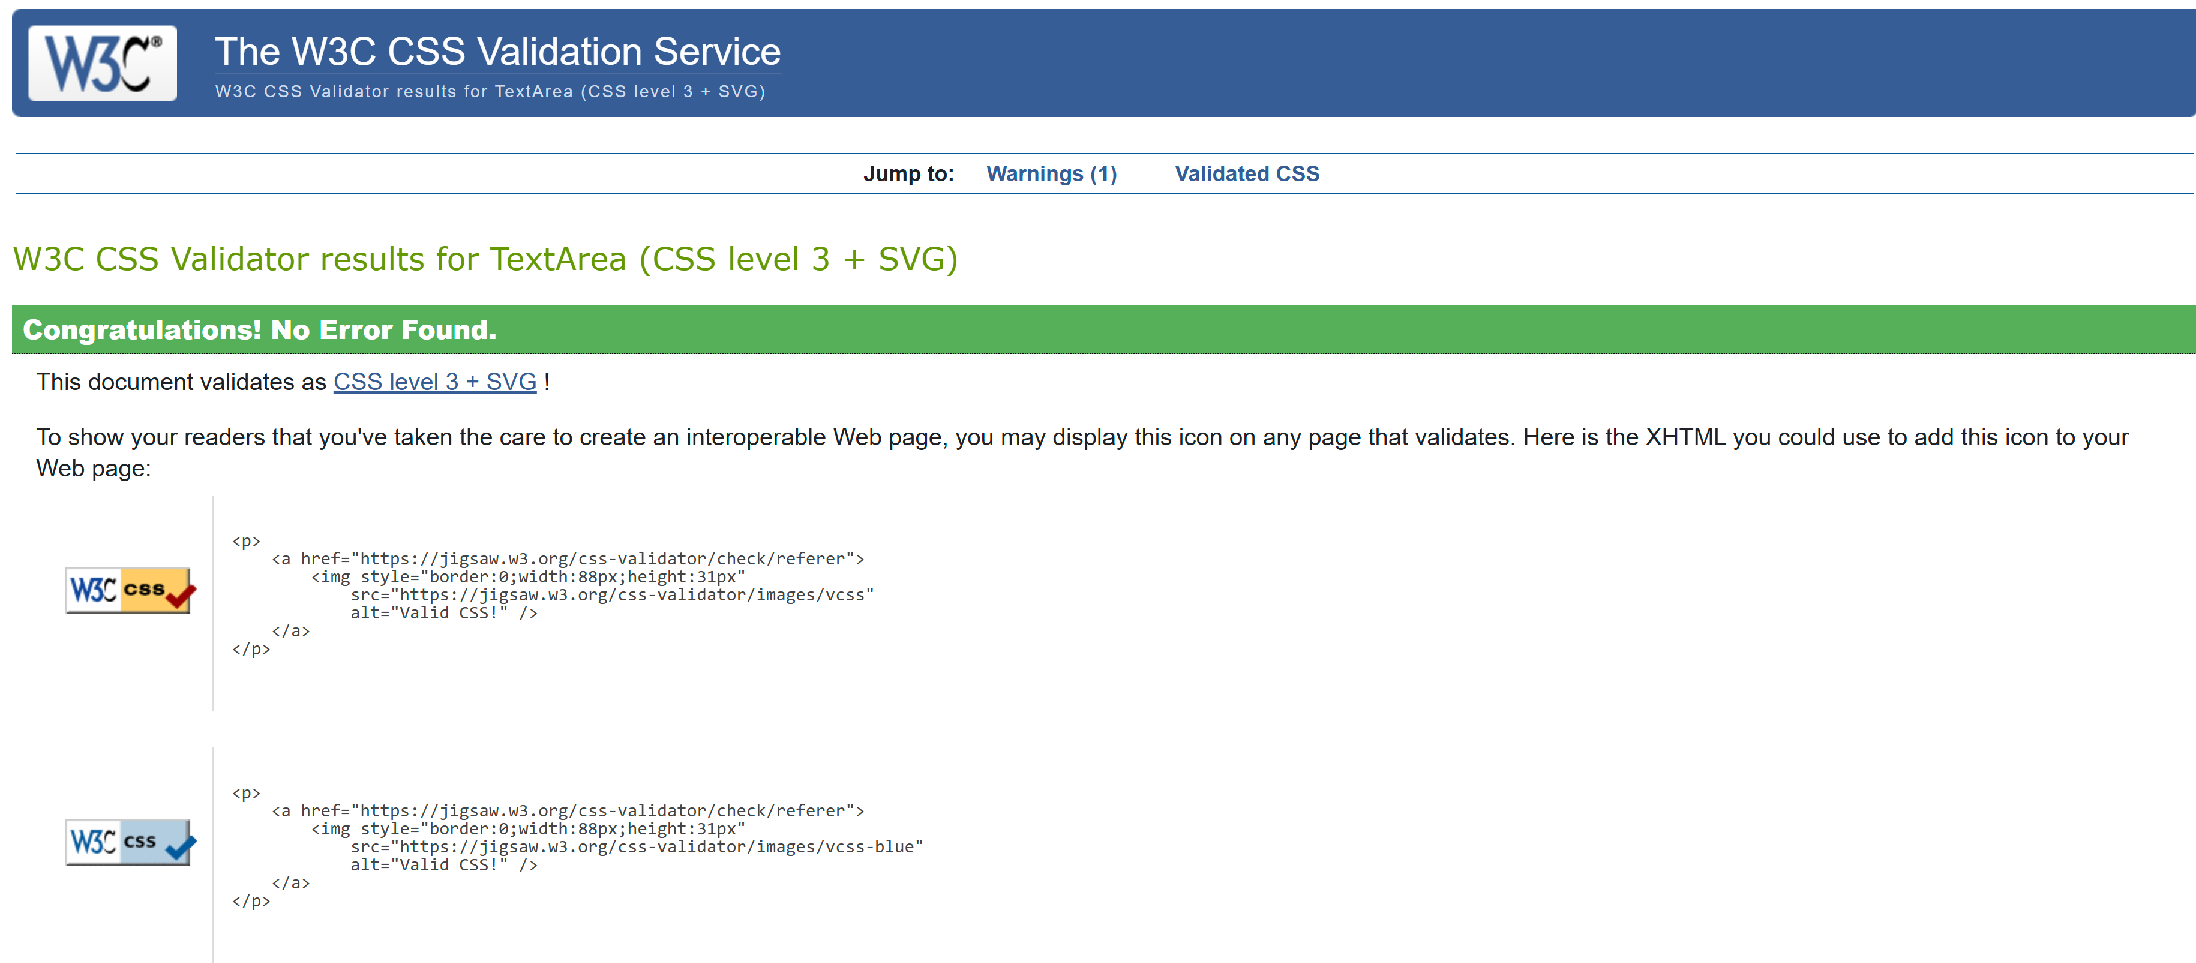 W3C®
The W3C CSS Validation Service
W3C CSS Validator results for TextArea (CSS level 3 + SVG)
Jump to: Warnings (1) Validated CSS
W3C CSS Validator results for TextArea (CSS level 3 + SVG)
Congratulations! No Error Found.
This document validates as CSS level 3 + SVG !
To show your readers that you've taken the care to create an interoperable Web page, you may display this icon on any page that validates. Here is the XHTML you could use to add this icon to your
Web page:
W3C css
<p>
    <a href="https://jigsaw.w3.org/css-validator/check/referer">
        <img style="border:0;width:88px;height:31px"
            src="https://jigsaw.w3.org/css-validator/images/vcss"
            alt="Valid CSS!" />
    </a>
</p>
W3C css
<p>
    <a href="https://jigsaw.w3.org/css-validator/check/referer">
        <img style="border:0;width:88px;height:31px"
            src="https://jigsaw.w3.org/css-validator/images/vcss-blue"
            alt="Valid CSS!" />
    </a>
</p>